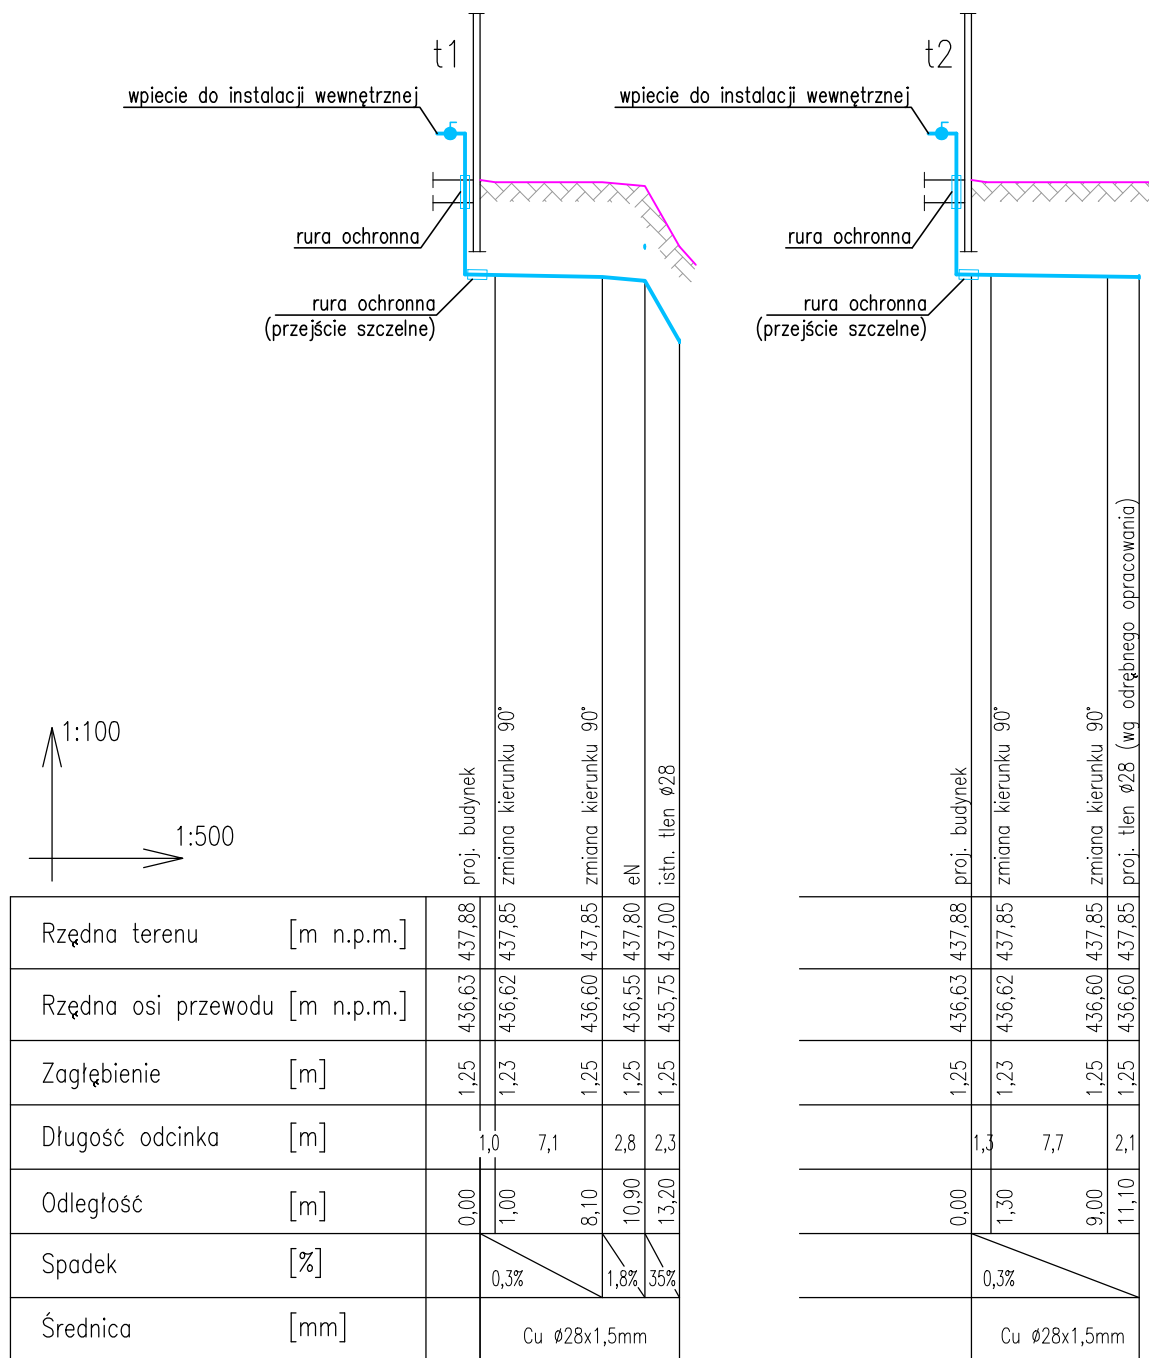 t1
t2
wpiecie do instalacji wewnętrznej
wpiecie do instalacji wewnętrznej
rura ochronna
rura ochronna
rura ochronna
(przejście szczelne)
rura ochronna
(przejście szczelne)
1:100
1:500
proj. budynek
zmiana kierunku 90°
zmiana kierunku 90°
eN
istn. tlen ø28
proj. budynek
zmiana kierunku 90°
zmiana kierunku 90°
proj. tlen ø28 (wg odrębnego opracowania)
Rzędna terenu [m n.p.m.] 437,88 437,85 437,85 437,80 437,00 437,88 437,85 437,85 437,85
Rzędna osi przewodu [m n.p.m.] 436,63 436,62 436,60 436,55 435,75 436,63 436,62 436,60 436,60
Zagłębienie [m] 1,25 1,23 1,25 1,25 1,25 1,25 1,23 1,25 1,25
Długość odcinka [m] 1,0 7,1 2,8 2,3 1,3 7,7 2,1
Odległość [m] 0,00 1,00 8,10 10,90 13,20 0,00 1,30 9,00 11,10
Spadek [%] 0,3% 1,8% 35% 0,3%
Średnica [mm] Cu ø28x1,5mm Cu ø28x1,5mm